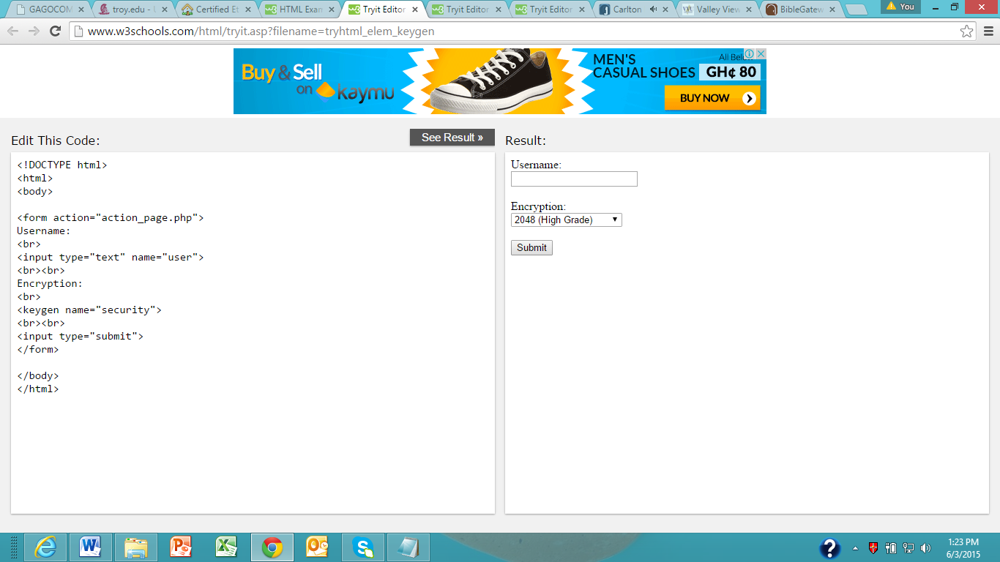 GAGOCOM
troy.edu -
Certified Et
HTML Exam
Tryit Editor
Tryit Editor
Tryit Editor
Carlton
Valley View
BibleGatew
You
www.w3schools.com/html/tryit.asp?filename=tryhtml_elem_keygen
Buy & Sell
on kaymu
MEN'S
CASUAL SHOES
All Below
GH¢ 80
BUY NOW
Edit This Code:
See Result »
Result:
<!DOCTYPE html>
<html>
<body>
<form action="action_page.php">
Username:
<br>
<input type="text" name="user">
<br><br>
Encryption:
<br>
<keygen name="security">
<br><br>
<input type="submit">
</form>
</body>
</html>
Username:
Encryption:
2048 (High Grade)
Submit
1:23 PM
6/3/2015